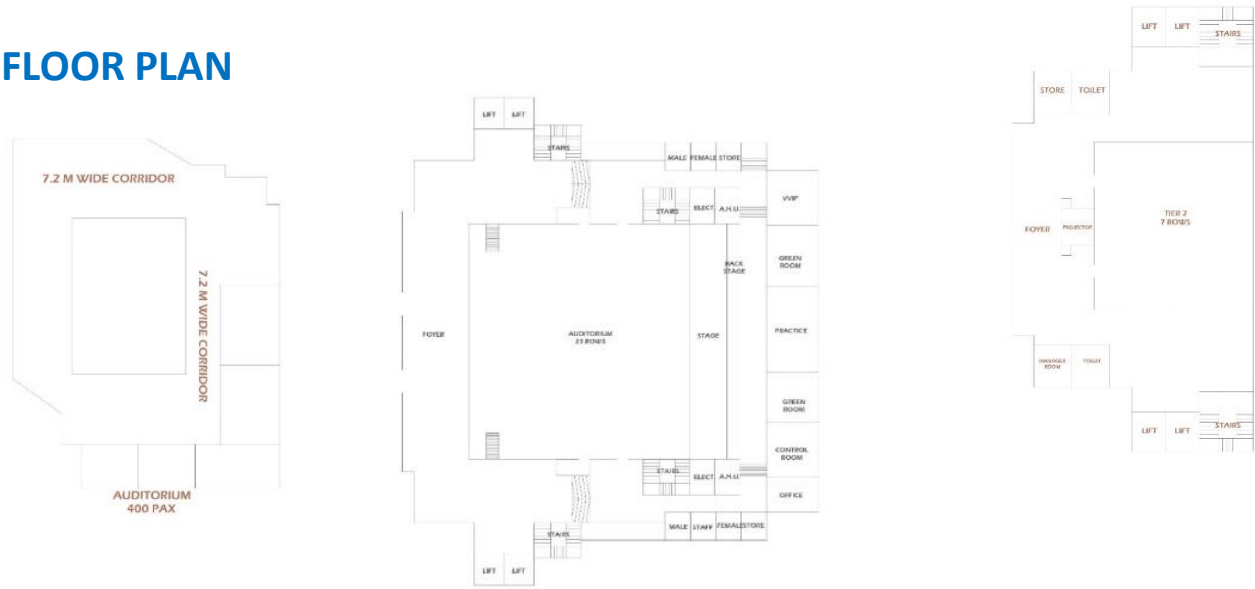 FLOOR PLAN
7.2 M WIDE CORRIDOR
7.2 M WIDE CORRIDOR
AUDITORIUM
400 PAX
LIFT LIFT
STAIRS
MALE FEMALE STORE
STAIRS ELECT. A.H.U.
VVIP
BACK
STAGE
GREEN
ROOM
FOYER
AUDITORIUM
23 ROWS
STAGE
PRACTICE
GREEN
ROOM
CONTROL
ROOM
STAIRS ELECT. A.H.U.
OFFICE
MALE STAFF FEMALE STORE
STAIRS
LIFT LIFT
LIFT LIFT
STAIRS
STORE TOILET
TIER 2
7 ROWS
FOYER PROJECTOR
MANAGER
ROOM
TOILET
LIFT LIFT STAIRS